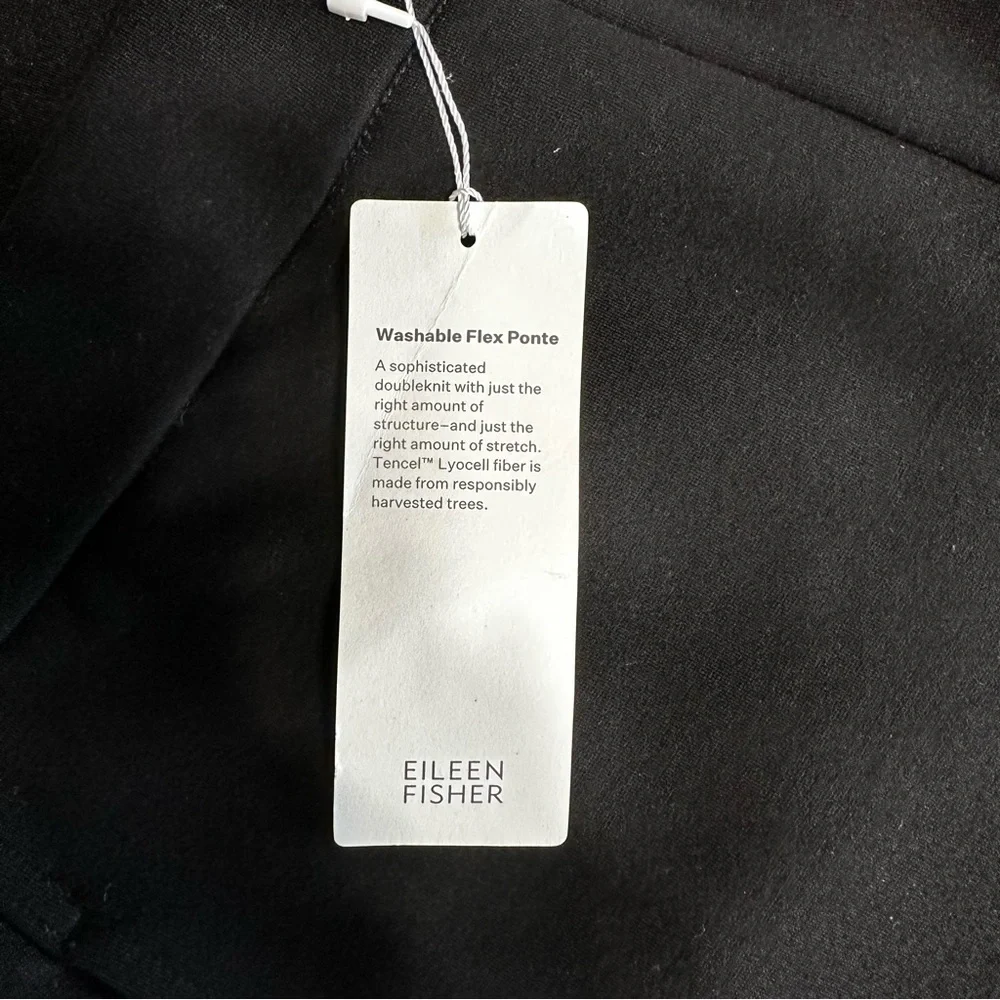 Washable Flex Ponte
A sophisticated
doubleknit with just the
right amount of
structure–and just the
right amount of stretch.
Tencel™ Lyocell fiber is
made from responsibly
harvested trees.
EILEEN
FISHER